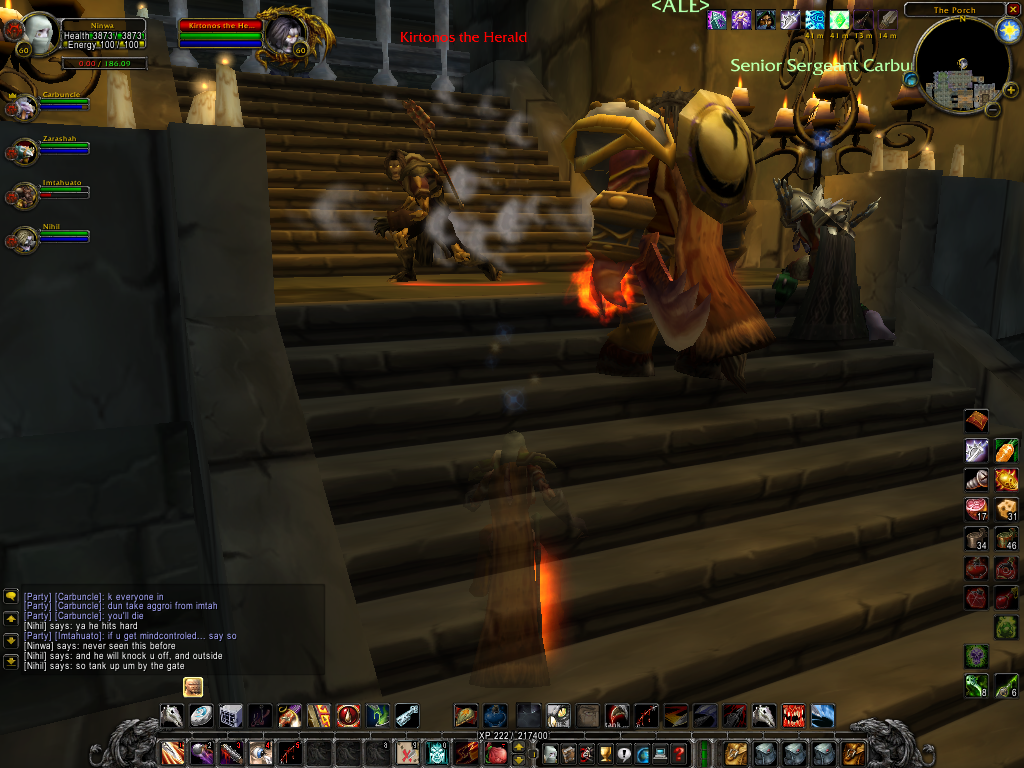 Ninwa
Health 3873 / 3873
Energy 100 / 100
60
0.00 / 186.09
Kirtonos the He...
60
Kirtonos the Herald
<ALE>
Senior Sergeant Carbu
41 m 41 m 13 m 14 m
The Porch
N
Carbuncle
Zarashah
Imtahuato
Nihil
17 31
34 46
8 6
[Party] [Carbuncle]: k everyone in
[Party] [Carbuncle]: dun take aggroi from imtah
[Party] [Carbuncle]: you'll die
[Nihil] says: ya he hits hard
[Party] [Imtahuato]: if u get mindcontroled... say so
[Ninwa] says: never seen this before
[Nihil] says: and he will knock u off, and outside
[Nihil] says: so tank up um by the gate
tank
XP 222 / 217400